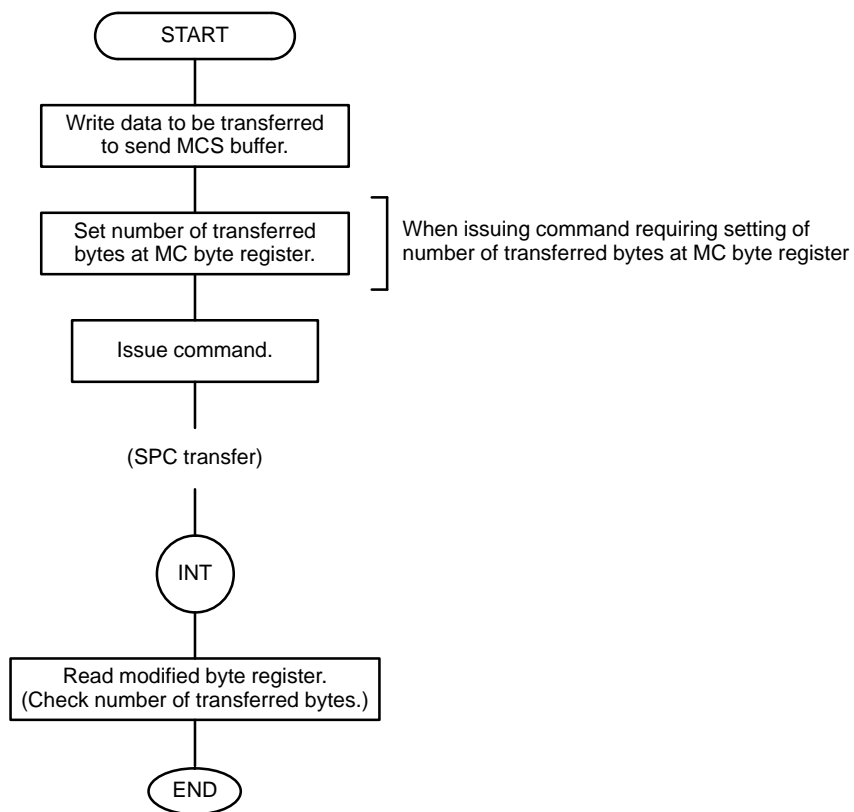 START
Write data to be transferred
to send MCS buffer.
Set number of transferred
bytes at MC byte register.
When issuing command requiring setting of
number of transferred bytes at MC byte register
Issue command.
(SPC transfer)
INT
Read modified byte register.
(Check number of transferred bytes.)
END